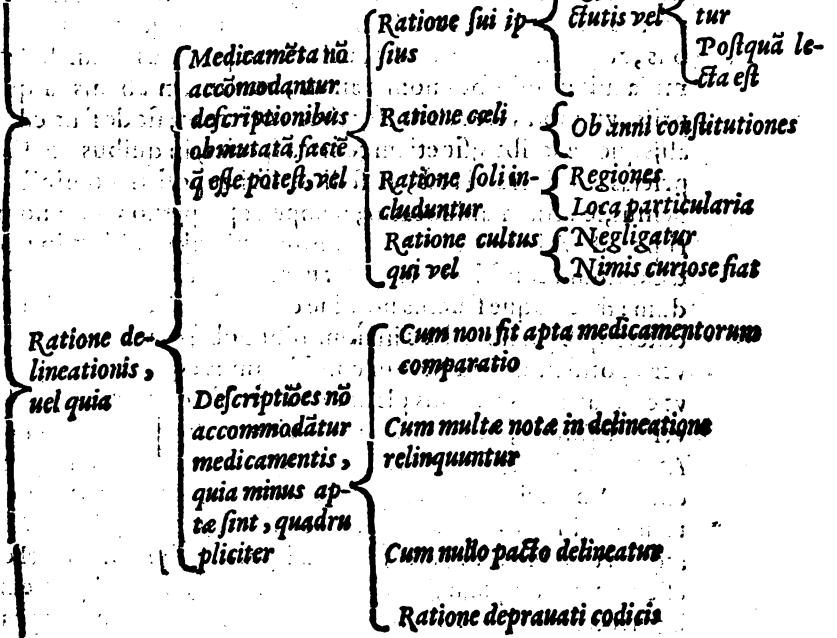 Ratione de-
lineationis,
uel quia
Medicamẽta nõ
accõmodantur
deſcriptionibus
ob mutatã faciẽ
q̃ eſſe poteſt, vel
Ratione ſui ip-
ſius
ctutis vel
tur
Poſtquã le-
cta eſt
Ratione cæli
Ob anni conſtitutiones
Ratione ſoli in-
cluduntur
Regiones
Loca particularia
Ratione cultus
qui vel
Negligatur
Nimis curioſe fiat
Deſcriptiões nõ
accommodãtur
medicamentis,
quia minus ap-
tæ ſint, quadru
pliciter
Cum non fit apta medicamentorum
comparatio
Cum multæ notæ in delineatione
relinquuntur
Cum nullo pacto delineatur
Ratione deprauati codicis